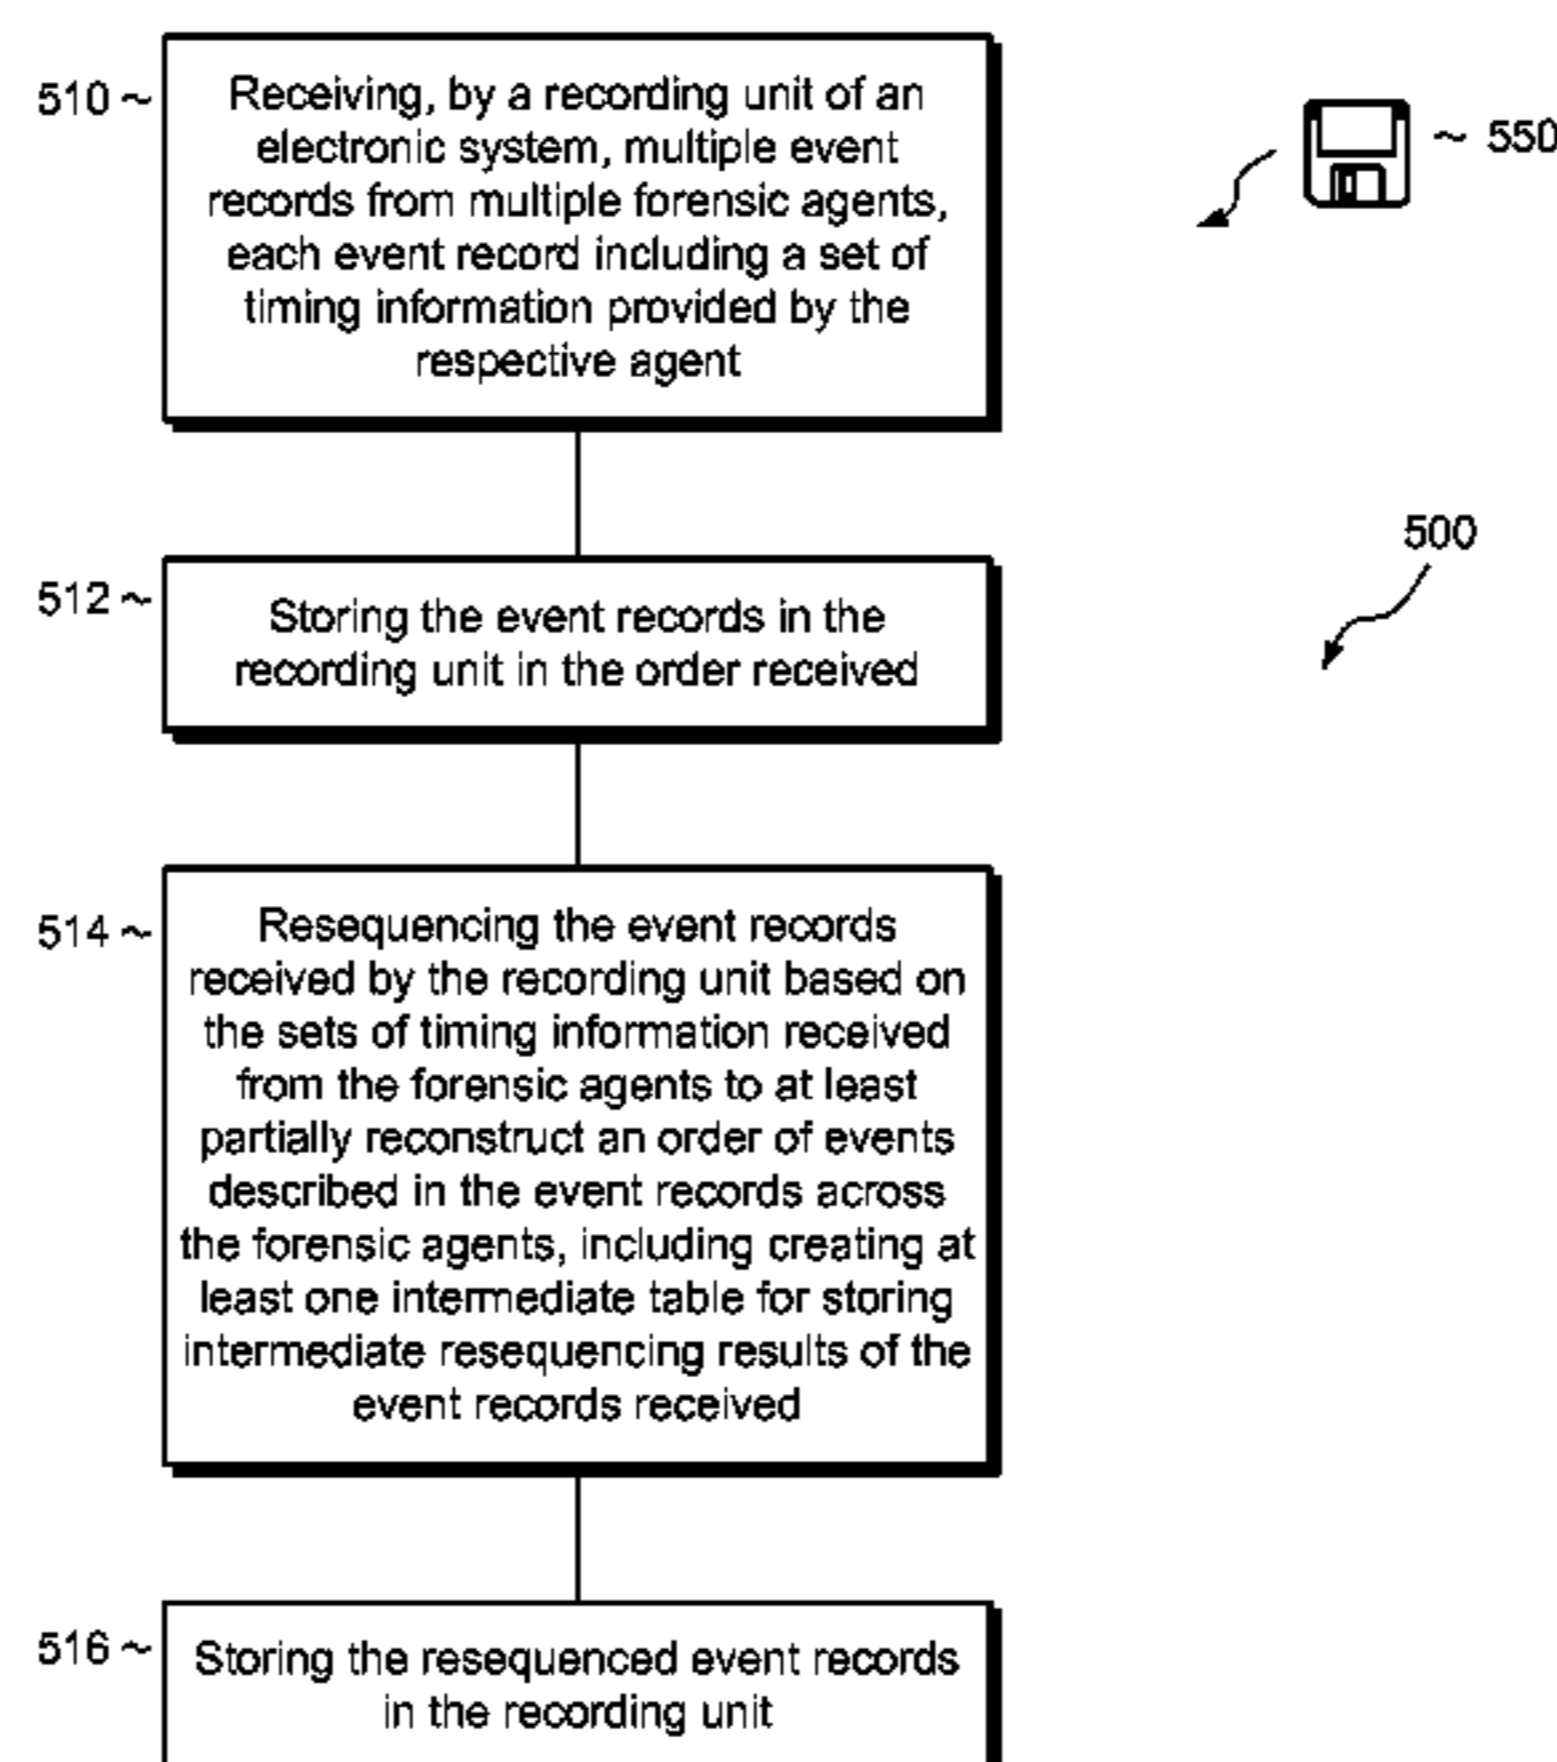 510 ~
Receiving, by a recording unit of an
electronic system, multiple event
records from multiple forensic agents,
each event record including a set of
timing information provided by the
respective agent
~ 550
500
512 ~
Storing the event records in the
recording unit in the order received
514 ~
Resequencing the event records
received by the recording unit based on
the sets of timing information received
from the forensic agents to at least
partially reconstruct an order of events
described in the event records across
the forensic agents, including creating at
least one intermediate table for storing
intermediate resequencing results of the
event records received
516 ~
Storing the resequenced event records
in the recording unit